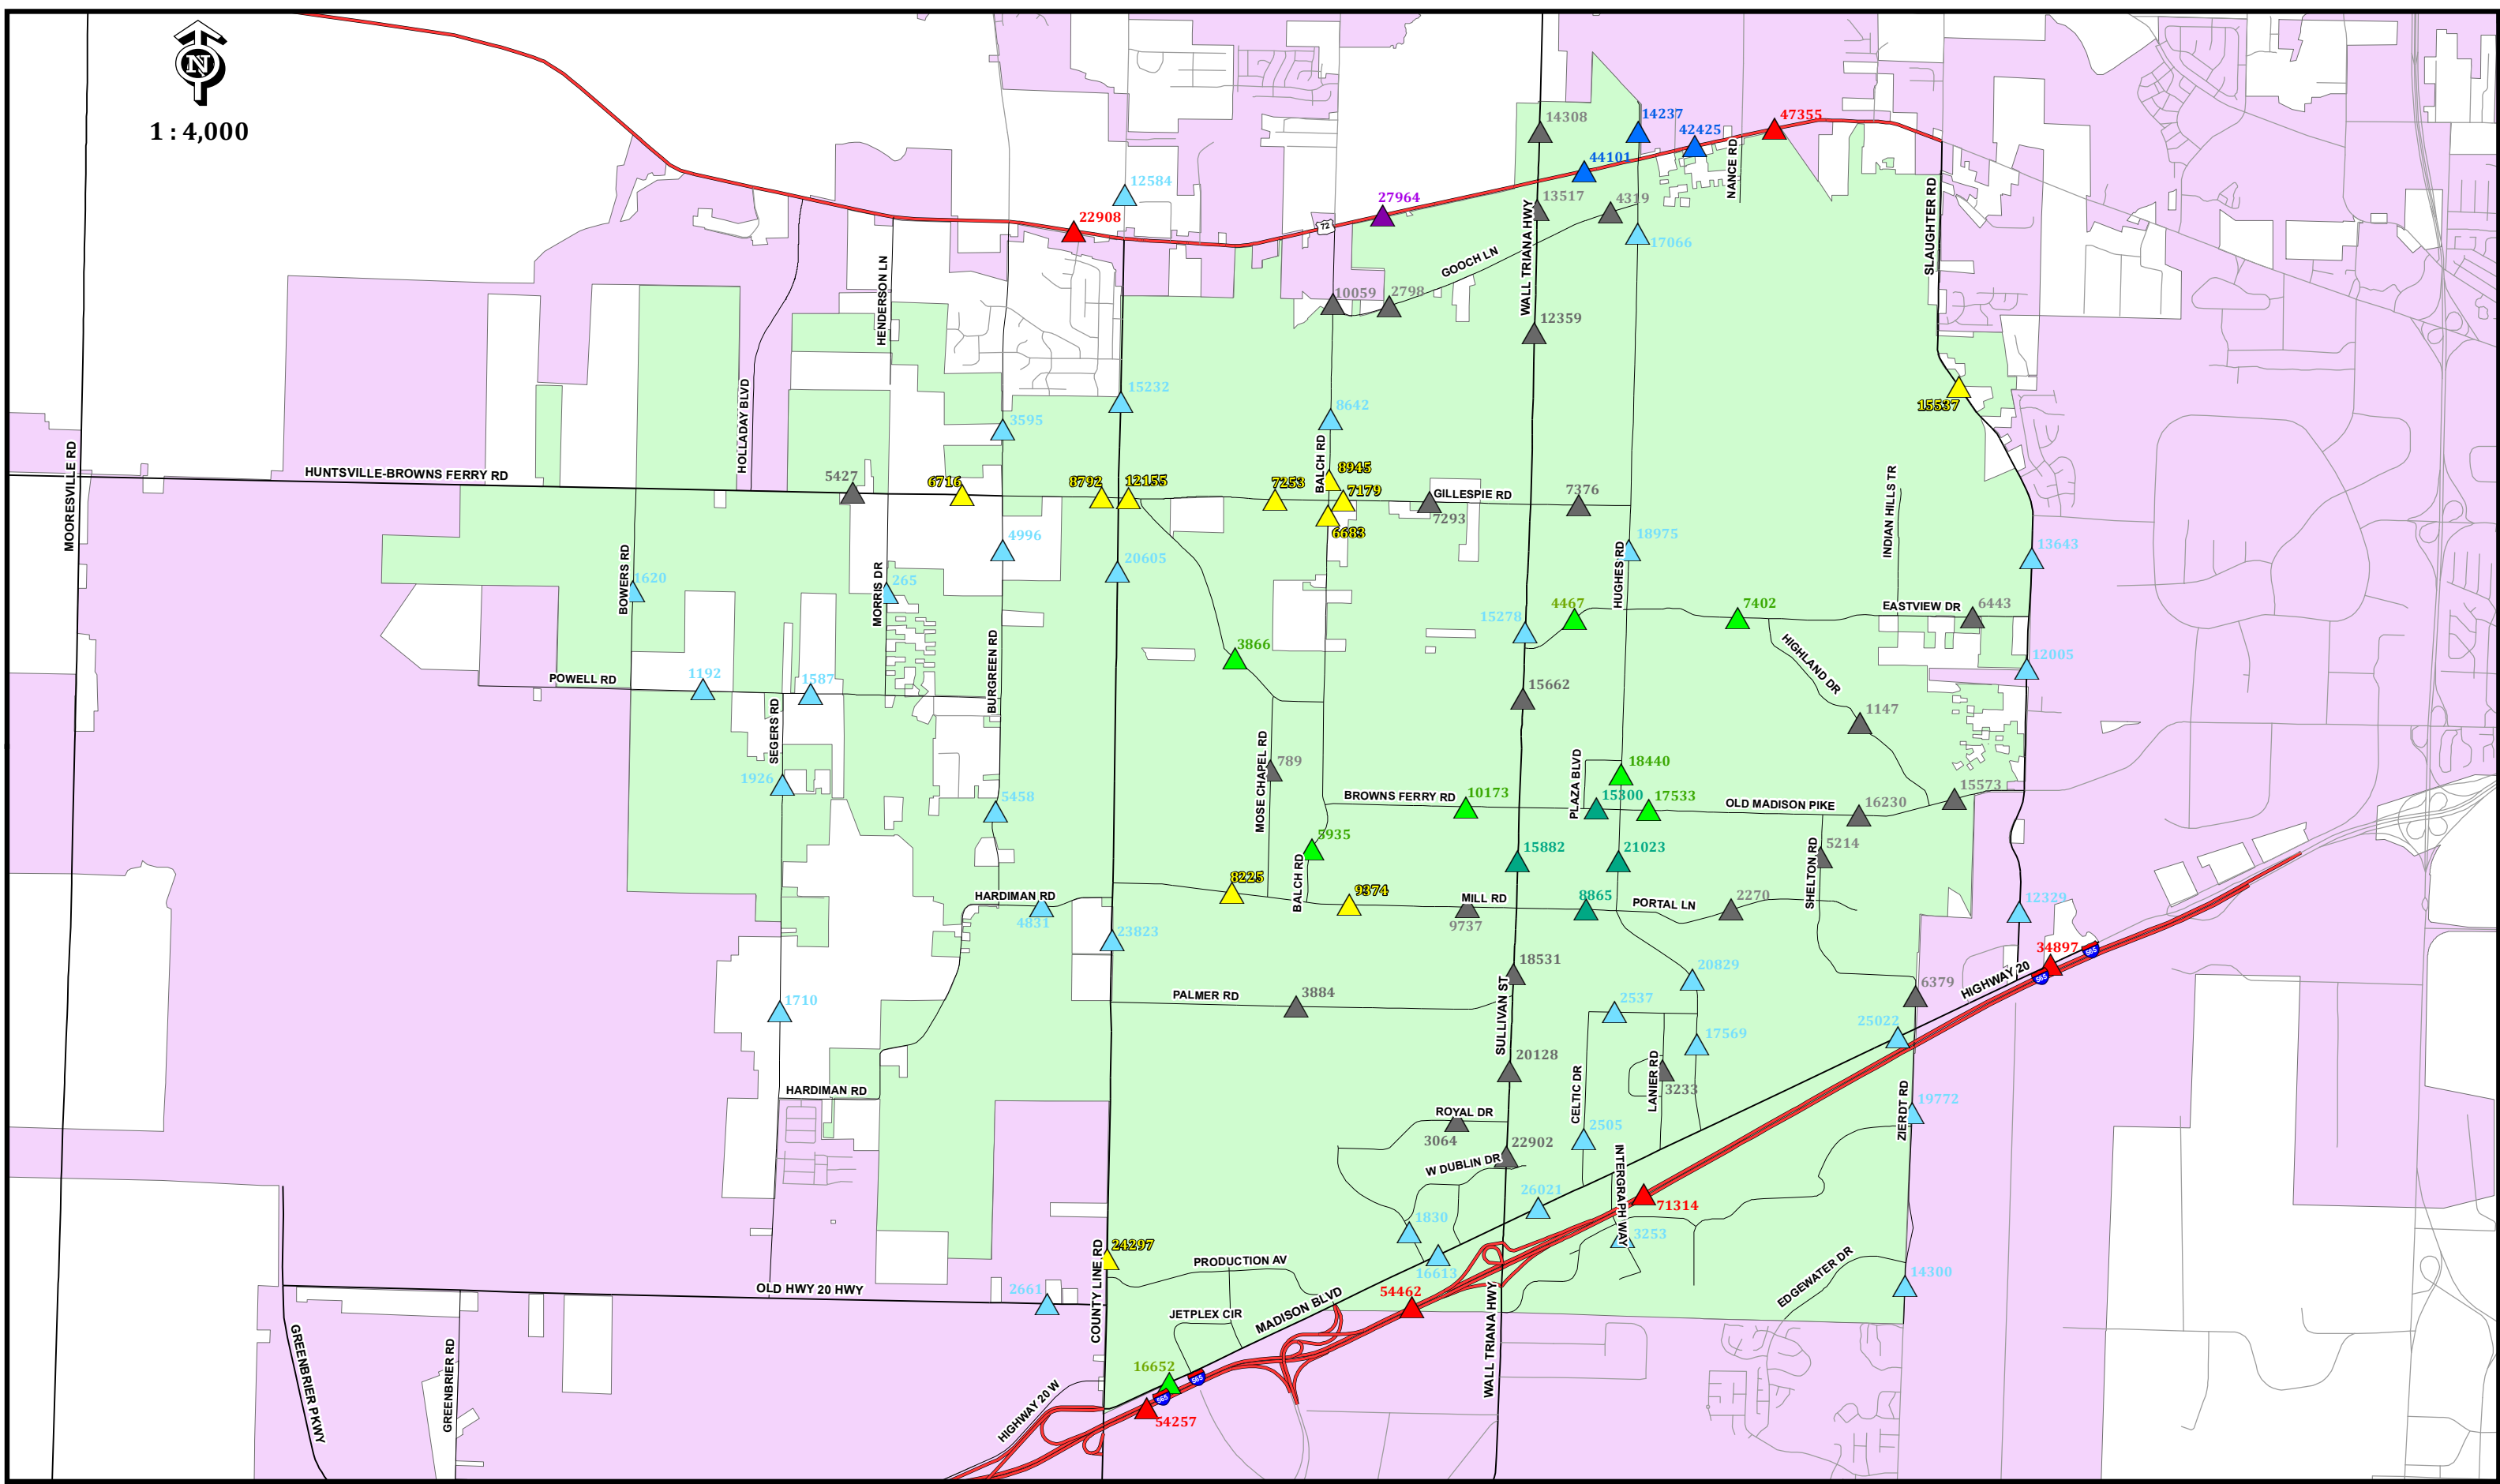 N
1 : 4,000
14308
14237
42425
47355
44101
NANCE RD
12584
27964
13517
4319
22908
72
17066
SLAUGHTER RD
WALL TRIANA HWY
GOOCH LN
HENDERSON LN
10059
2798
12359
HOLLADAY BLVD
15232
8642
15537
3595
MOORESVILLE RD
HUNTSVILLE-BROWNS FERRY RD
5427
6716
8792
12155
7253
BALCH RD
8945
7179
6683
GILLESPIE RD
7293
7376
INDIAN HILLS TR
4996
20605
18975
13643
BOWERS RD
1620
MORRIS DR
265
HUGHES RD
15278
4467
7402
EASTVIEW DR
6443
BURGREEN RD
3866
HIGHLAND DR
12005
POWELL RD
1192
1587
15662
1147
SEGERS RD
MOSE CHAPEL RD
789
PLAZA BLVD
18440
1926
5458
BROWNS FERRY RD
10173
15300
17533
OLD MADISON PIKE
16230
15573
5935
15882
21023
SHELTON RD
5214
HARDIMAN RD
4831
8225
BALCH RD
9374
MILL RD
9737
8865
PORTAL LN
2270
12329
23823
34897
565
565
18531
20829
HIGHWAY 20
1710
PALMER RD
3884
SULLIVAN ST
2537
6379
17569
25022
20128
LANIER RD
3233
HARDIMAN RD
CELTIC DR
ZIERDT RD
19772
ROYAL DR
3064
2505
22902
W DUBLIN DR
INTERGRAPH WAY
26021
71314
1830
3253
16613
24297
COUNTY LINE RD
PRODUCTION AV
EDGEWATER DR
14300
OLD HWY 20 HWY
2661
54462
WALL TRIANA HWY
JETPLEX CIR
MADISON BLVD
GREENBRIER PKWY
GREENBRIER RD
16652
565
565
HIGHWAY 20 W
54257